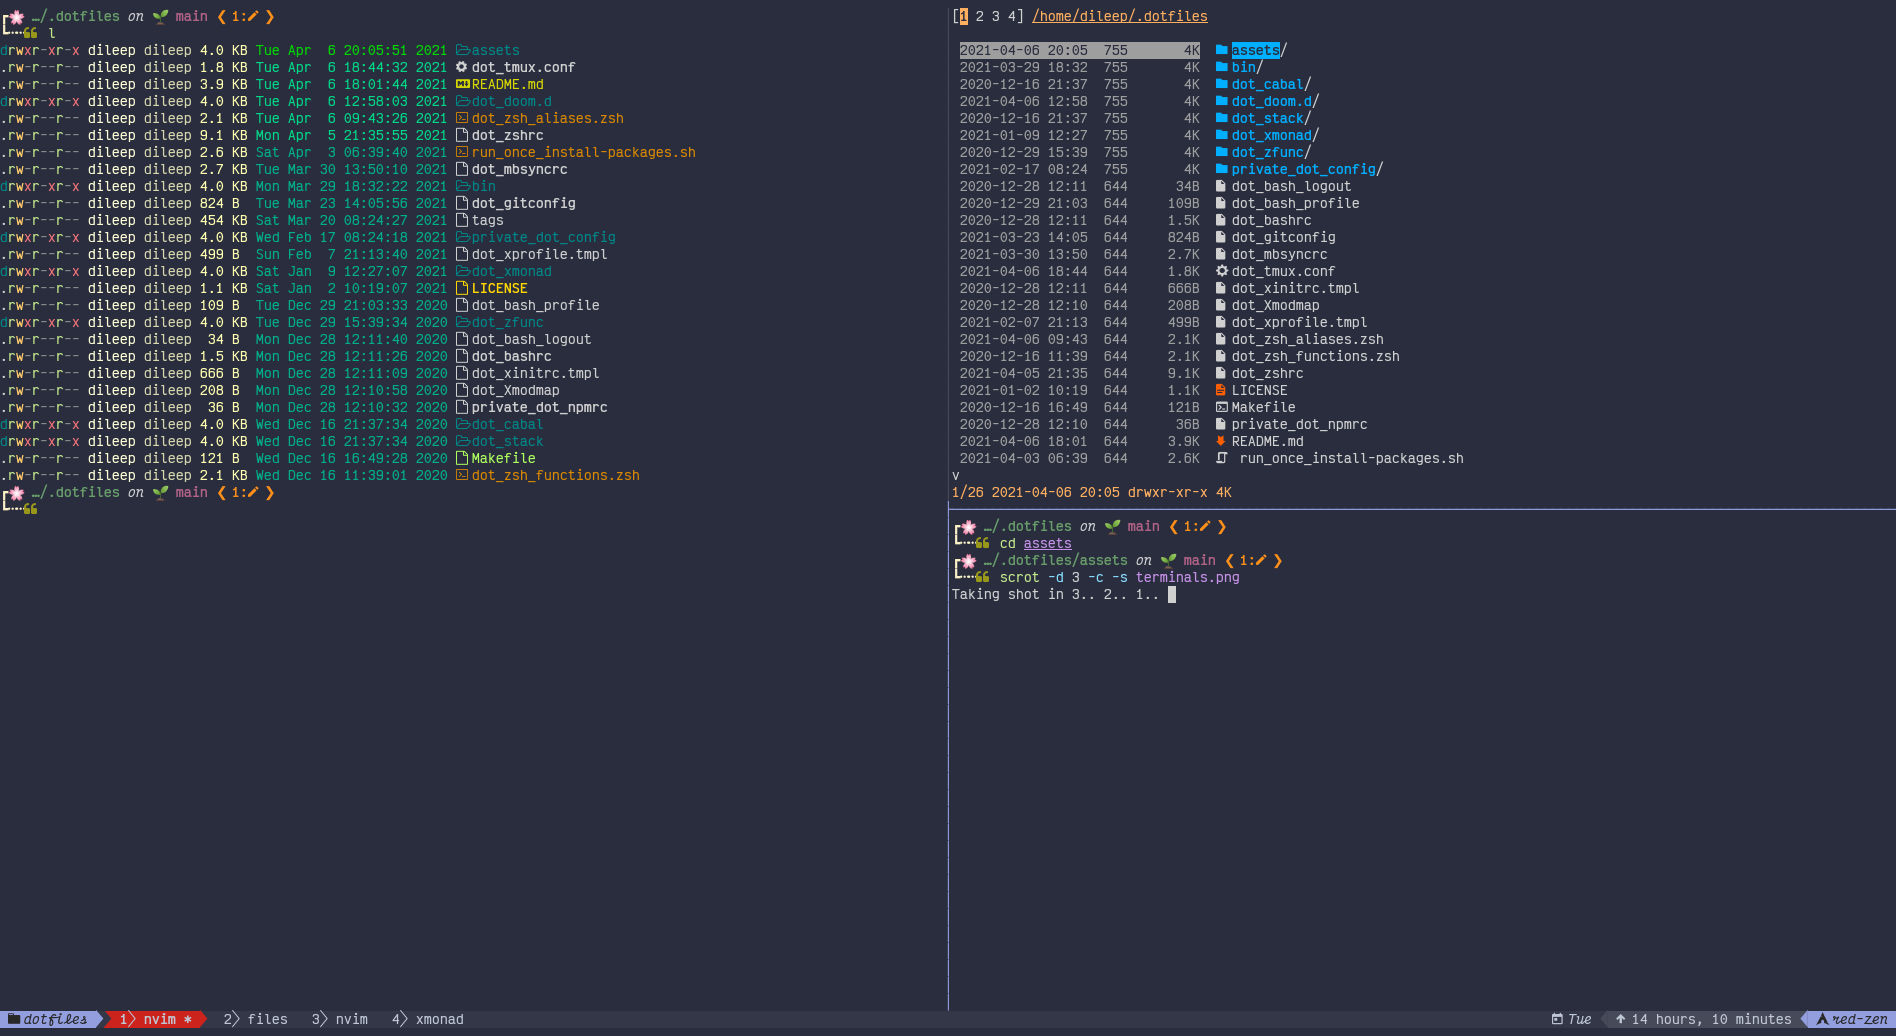 …/.dotfiles on main ❮ 1: ❯
l
drwxr-xr-x dileep dileep 4.0 KB Tue Apr  6 20:05:51 2021 assets
.rw-r--r-- dileep dileep 1.8 KB Tue Apr  6 18:44:32 2021 dot_tmux.conf
.rw-r--r-- dileep dileep 3.9 KB Tue Apr  6 18:01:44 2021 README.md
drwxr-xr-x dileep dileep 4.0 KB Tue Apr  6 12:58:03 2021 dot_doom.d
.rw-r--r-- dileep dileep 2.1 KB Tue Apr  6 09:43:26 2021 dot_zsh_aliases.zsh
.rw-r--r-- dileep dileep 9.1 KB Mon Apr  5 21:35:55 2021 dot_zshrc
.rw-r--r-- dileep dileep 2.6 KB Sat Apr  3 06:39:40 2021 run_once_install-packages.sh
.rw-r--r-- dileep dileep 2.7 KB Tue Mar 30 13:50:10 2021 dot_mbsyncrc
drwxr-xr-x dileep dileep 4.0 KB Mon Mar 29 18:32:22 2021 bin
.rw-r--r-- dileep dileep 824 B  Tue Mar 23 14:05:56 2021 dot_gitconfig
.rw-r--r-- dileep dileep 454 KB Sat Mar 20 08:24:27 2021 tags
drwxr-xr-x dileep dileep 4.0 KB Wed Feb 17 08:24:18 2021 private_dot_config
.rw-r--r-- dileep dileep 499 B  Sun Feb  7 21:13:40 2021 dot_xprofile.tmpl
drwxr-xr-x dileep dileep 4.0 KB Sat Jan  9 12:27:07 2021 dot_xmonad
.rw-r--r-- dileep dileep 1.1 KB Sat Jan  2 10:19:07 2021 LICENSE
.rw-r--r-- dileep dileep 109 B  Tue Dec 29 21:03:33 2020 dot_bash_profile
drwxr-xr-x dileep dileep 4.0 KB Tue Dec 29 15:39:34 2020 dot_zfunc
.rw-r--r-- dileep dileep  34 B  Mon Dec 28 12:11:40 2020 dot_bash_logout
.rw-r--r-- dileep dileep 1.5 KB Mon Dec 28 12:11:26 2020 dot_bashrc
.rw-r--r-- dileep dileep 666 B  Mon Dec 28 12:11:09 2020 dot_xinitrc.tmpl
.rw-r--r-- dileep dileep 208 B  Mon Dec 28 12:10:58 2020 dot_Xmodmap
.rw-r--r-- dileep dileep  36 B  Mon Dec 28 12:10:32 2020 private_dot_npmrc
drwxr-xr-x dileep dileep 4.0 KB Wed Dec 16 21:37:34 2020 dot_cabal
drwxr-xr-x dileep dileep 4.0 KB Wed Dec 16 21:37:34 2020 dot_stack
.rw-r--r-- dileep dileep 121 B  Wed Dec 16 16:49:28 2020 Makefile
.rw-r--r-- dileep dileep 2.1 KB Wed Dec 16 11:39:01 2020 dot_zsh_functions.zsh
…/.dotfiles on main ❮ 1: ❯
[1 2 3 4] /home/dileep/.dotfiles
2021-04-06 20:05  755       4K  assets/
2021-03-29 18:32  755       4K  bin/
2020-12-16 21:37  755       4K  dot_cabal/
2021-04-06 12:58  755       4K  dot_doom.d/
2020-12-16 21:37  755       4K  dot_stack/
2021-01-09 12:27  755       4K  dot_xmonad/
2020-12-29 15:39  755       4K  dot_zfunc/
2021-02-17 08:24  755       4K  private_dot_config/
2020-12-28 12:11  644      34B  dot_bash_logout
2020-12-29 21:03  644     109B  dot_bash_profile
2020-12-28 12:11  644     1.5K  dot_bashrc
2021-03-23 14:05  644     824B  dot_gitconfig
2021-03-30 13:50  644     2.7K  dot_mbsyncrc
2021-04-06 18:44  644     1.8K  dot_tmux.conf
2020-12-28 12:11  644     666B  dot_xinitrc.tmpl
2020-12-28 12:10  644     208B  dot_Xmodmap
2021-02-07 21:13  644     499B  dot_xprofile.tmpl
2021-04-06 09:43  644     2.1K  dot_zsh_aliases.zsh
2020-12-16 11:39  644     2.1K  dot_zsh_functions.zsh
2021-04-05 21:35  644     9.1K  dot_zshrc
2021-01-02 10:19  644     1.1K  LICENSE
2020-12-16 16:49  644     121B  Makefile
2020-12-28 12:10  644      36B  private_dot_npmrc
2021-04-06 18:01  644     3.9K  README.md
2021-04-03 06:39  644     2.6K  run_once_install-packages.sh
v
1/26 2021-04-06 20:05 drwxr-xr-x 4K
…/.dotfiles on main ❮ 1: ❯
cd assets
…/.dotfiles/assets on main ❮ 1: ❯
scrot -d 3 -c -s terminals.png
Taking shot in 3.. 2.. 1..
dotfiles 1 nvim * 2 files 3 nvim 4 xmonad Tue 14 hours, 10 minutes red-zen